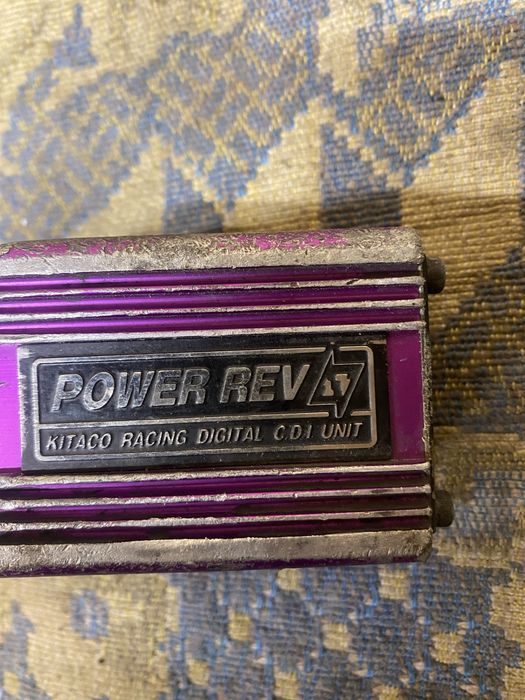 POWER REV
KITACO RACING DIGITAL C.D.I. UNIT